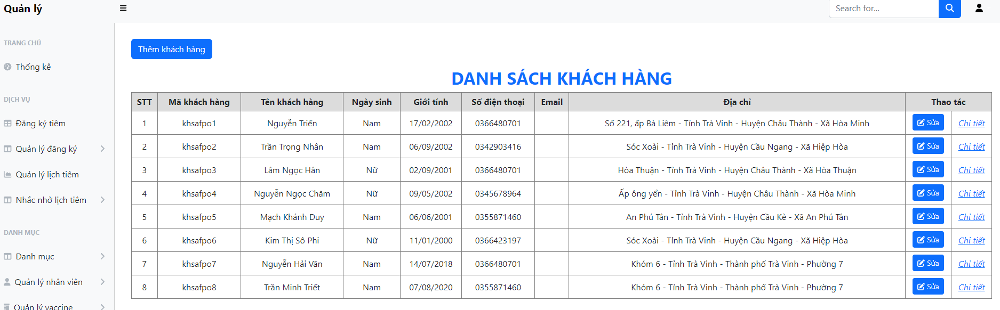 Quản lý
Search for...
TRANG CHỦ
Thống kê
DỊCH VỤ
Đăng ký tiêm
Quản lý đăng ký
Quản lý lịch tiêm
Nhắc nhở lịch tiêm
DANH MỤC
Danh mục
Quản lý nhân viên
Quản lý vaccine
Thêm khách hàng
DANH SÁCH KHÁCH HÀNG
STT Mã khách hàng Tên khách hàng Ngày sinh Giới tính Số điện thoại Email Địa chỉ Thao tác
1 khsafpo1 Nguyễn Triến Nam 17/02/2002 0366480701 Số 221, ấp Bà Liêm - Tỉnh Trà Vinh - Huyện Châu Thành - Xã Hòa Minh Sửa Chi tiết
2 khsafpo2 Trần Trọng Nhân Nam 06/09/2002 0342903416 Sóc Xoài - Tỉnh Trà Vinh - Huyện Cầu Ngang - Xã Hiệp Hòa Sửa Chi tiết
3 khsafpo3 Lâm Ngọc Hân Nữ 02/09/2001 0366480701 Hòa Thuận - Tỉnh Trà Vinh - Huyện Châu Thành - Xã Hòa Thuận Sửa Chi tiết
4 khsafpo4 Nguyễn Ngọc Chăm Nữ 09/05/2002 0345678964 Ấp ông yển - Tỉnh Trà Vinh - Huyện Châu Thành - Xã Hòa Minh Sửa Chi tiết
5 khsafpo5 Mạch Khánh Duy Nam 06/06/2001 0355871460 An Phú Tân - Tỉnh Trà Vinh - Huyện Cầu Kè - Xã An Phú Tân Sửa Chi tiết
6 khsafpo6 Kim Thị Sô Phi Nữ 11/01/2000 0366423197 Sóc Xoài - Tỉnh Trà Vinh - Huyện Cầu Ngang - Xã Hiệp Hòa Sửa Chi tiết
7 khsafpo7 Nguyễn Hải Văn Nam 14/07/2018 0366480701 Khóm 6 - Tỉnh Trà Vinh - Thành phố Trà Vinh - Phường 7 Sửa Chi tiết
8 khsafpo8 Trần Minh Triết Nam 07/08/2020 0355871460 Khóm 6 - Tỉnh Trà Vinh - Thành phố Trà Vinh - Phường 7 Sửa Chi tiết